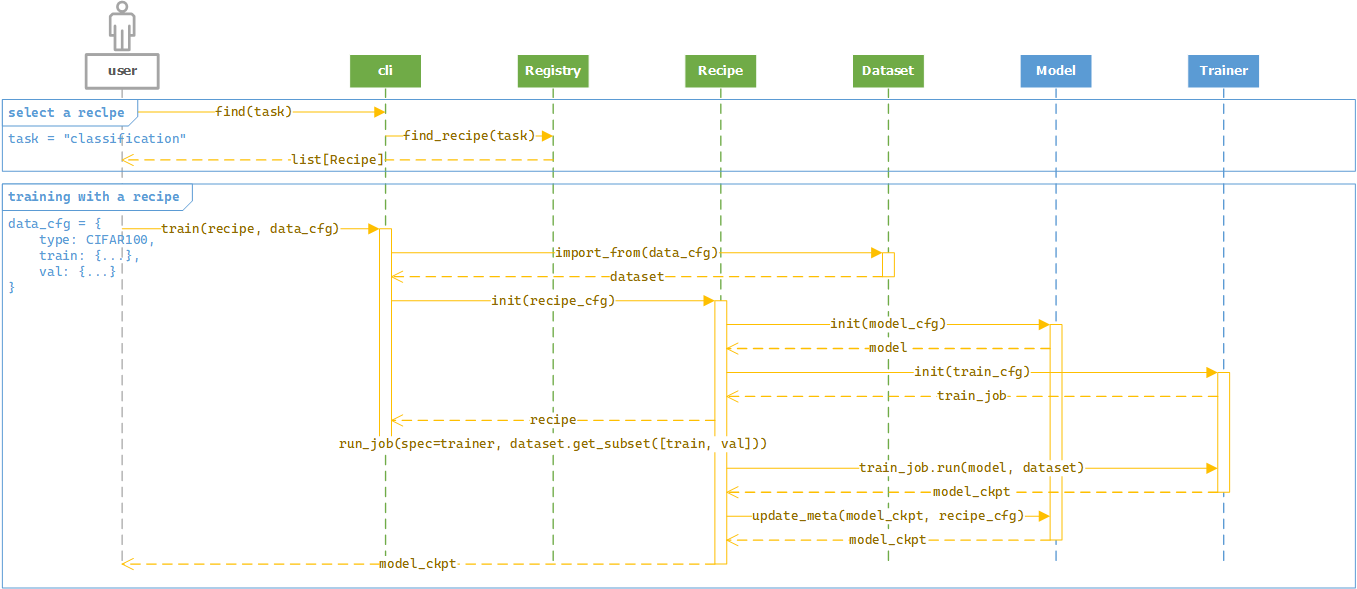 user
cli
Registry
Recipe
Dataset
Model
Trainer
select a recipe
find(task)
task = "classification"
find_recipe(task)
list[Recipe]
training with a recipe
data_cfg = {
type: CIFAR100,
train: {...},
val: {...}
}
train(recipe, data_cfg)
import_from(data_cfg)
dataset
init(recipe_cfg)
init(model_cfg)
model
init(train_cfg)
train_job
recipe
run_job(spec=trainer, dataset.get_subset([train, val]))
train_job.run(model, dataset)
model_ckpt
update_meta(model_ckpt, recipe_cfg)
model_ckpt
model_ckpt